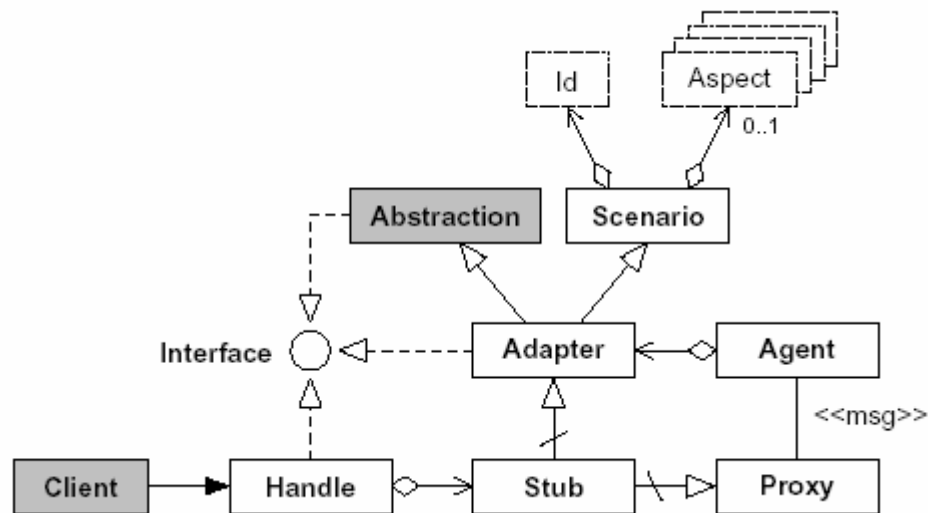 Id
Aspect
0..1
Abstraction
Scenario
Interface
Adapter
Agent
<<msg>>
Client
Handle
Stub
Proxy